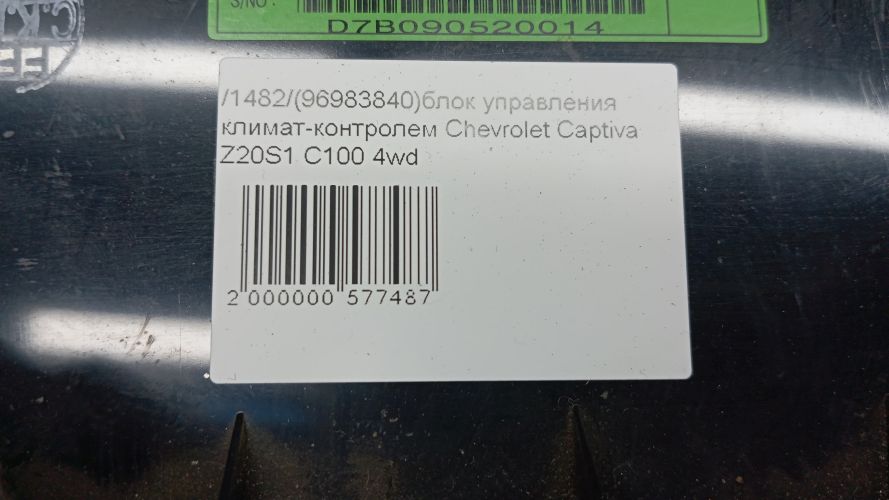 S/NO :
D7B090520014
/1482/(96983840)блок управления
климат-контролем Chevrolet Captiva
Z20S1 C100 4wd
2 000000 577487